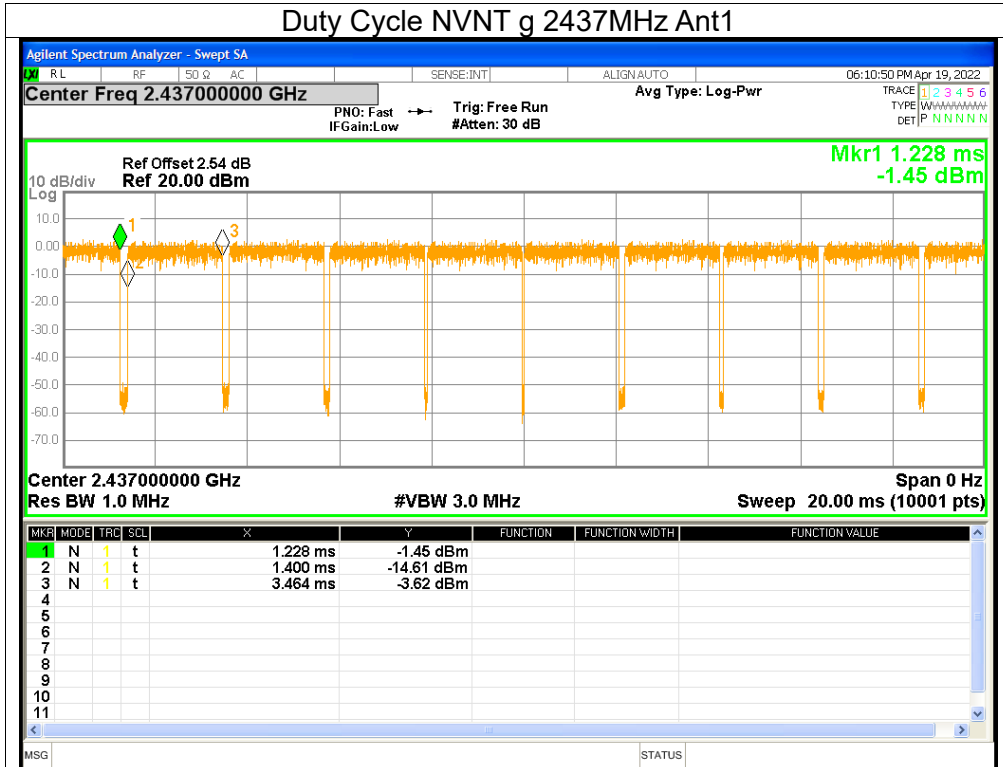 Duty Cycle NVNT g 2437MHz Ant1
Agilent Spectrum Analyzer - Swept SA
LXI RL RF 50 Ω AC SENSE:INT ALIGN AUTO 06:10:50 PM Apr 19, 2022
Center Freq 2.437000000 GHz Avg Type: Log-Pwr TRACE 1 2 3 4 5 6
PNO: Fast Trig: Free Run TYPE W
IFGain:Low #Atten: 30 dB DET P N N N N N
Ref Offset 2.54 dB Mkr1 1.228 ms
10 dB/div Ref 20.00 dBm -1.45 dBm
Log
10.0
0.00
-10.0
-20.0
-30.0
-40.0
-50.0
-60.0
-70.0
1
2
3
Center 2.437000000 GHz Span 0 Hz
Res BW 1.0 MHz #VBW 3.0 MHz Sweep 20.00 ms (10001 pts)
MKR MODE TRC SCL X Y FUNCTION FUNCTION WIDTH FUNCTION VALUE
1 N 1 t 1.228 ms -1.45 dBm
2 N 1 t 1.400 ms -14.61 dBm
3 N 1 t 3.464 ms -3.62 dBm
4
5
6
7
8
9
10
11
MSG STATUS